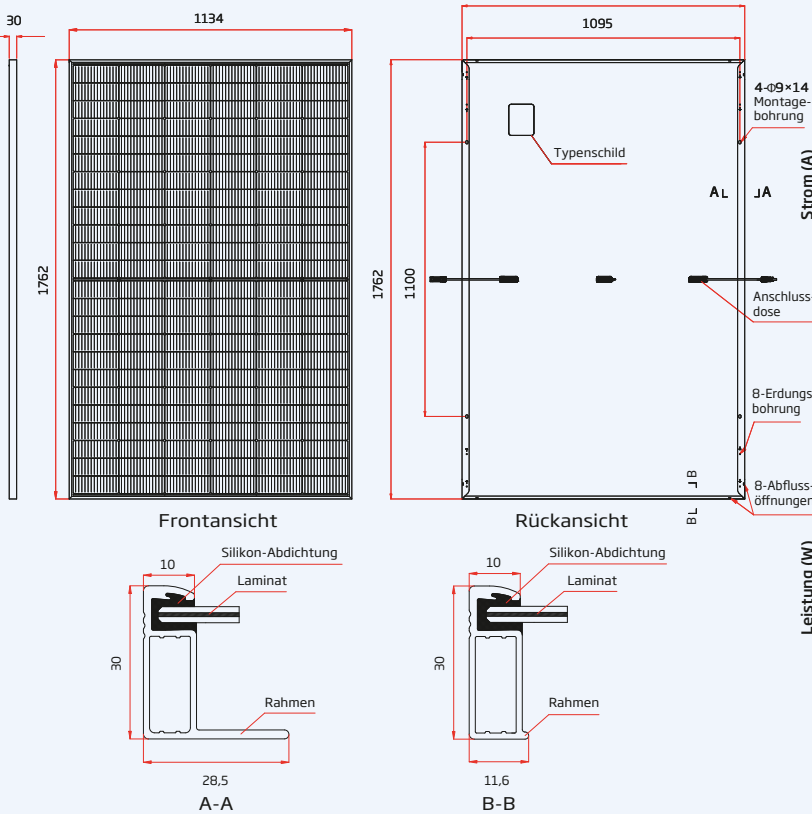 30
1134
1762
Frontansicht
1095
1762
1100
Typenschild
4-Φ9×14
Montage-
bohrung
A
A
Strom (A)
Anschluss-
dose
8-Erdungs-
bohrung
B
B
8-Abfluss-
öffnungen
Rückansicht
Leistung (W)
10
Silikon-Abdichtung
Laminat
30
Rahmen
28,5
A-A
10
Silikon-Abdichtung
Laminat
30
Rahmen
11,6
B-B